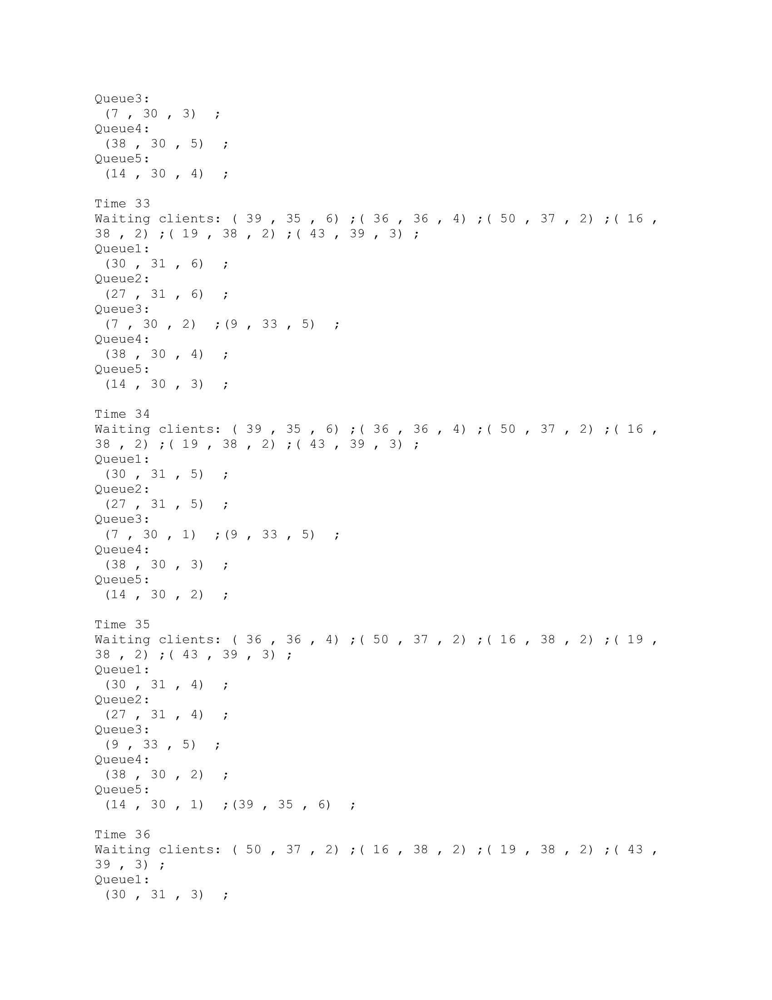 Queue3:
 (7 , 30 , 3)  ;
Queue4:
 (38 , 30 , 5)  ;
Queue5:
 (14 , 30 , 4)  ;

Time 33
Waiting clients: ( 39 , 35 , 6) ;( 36 , 36 , 4) ;( 50 , 37 , 2) ;( 16 ,
38 , 2) ;( 19 , 38 , 2) ;( 43 , 39 , 3) ;
Queue1:
 (30 , 31 , 6)  ;
Queue2:
 (27 , 31 , 6)  ;
Queue3:
 (7 , 30 , 2)  ;(9 , 33 , 5)  ;
Queue4:
 (38 , 30 , 4)  ;
Queue5:
 (14 , 30 , 3)  ;

Time 34
Waiting clients: ( 39 , 35 , 6) ;( 36 , 36 , 4) ;( 50 , 37 , 2) ;( 16 ,
38 , 2) ;( 19 , 38 , 2) ;( 43 , 39 , 3) ;
Queue1:
 (30 , 31 , 5)  ;
Queue2:
 (27 , 31 , 5)  ;
Queue3:
 (7 , 30 , 1)  ;(9 , 33 , 5)  ;
Queue4:
 (38 , 30 , 3)  ;
Queue5:
 (14 , 30 , 2)  ;

Time 35
Waiting clients: ( 36 , 36 , 4) ;( 50 , 37 , 2) ;( 16 , 38 , 2) ;( 19 ,
38 , 2) ;( 43 , 39 , 3) ;
Queue1:
 (30 , 31 , 4)  ;
Queue2:
 (27 , 31 , 4)  ;
Queue3:
 (9 , 33 , 5)  ;
Queue4:
 (38 , 30 , 2)  ;
Queue5:
 (14 , 30 , 1)  ;(39 , 35 , 6)  ;

Time 36
Waiting clients: ( 50 , 37 , 2) ;( 16 , 38 , 2) ;( 19 , 38 , 2) ;( 43 ,
39 , 3) ;
Queue1:
 (30 , 31 , 3)  ;